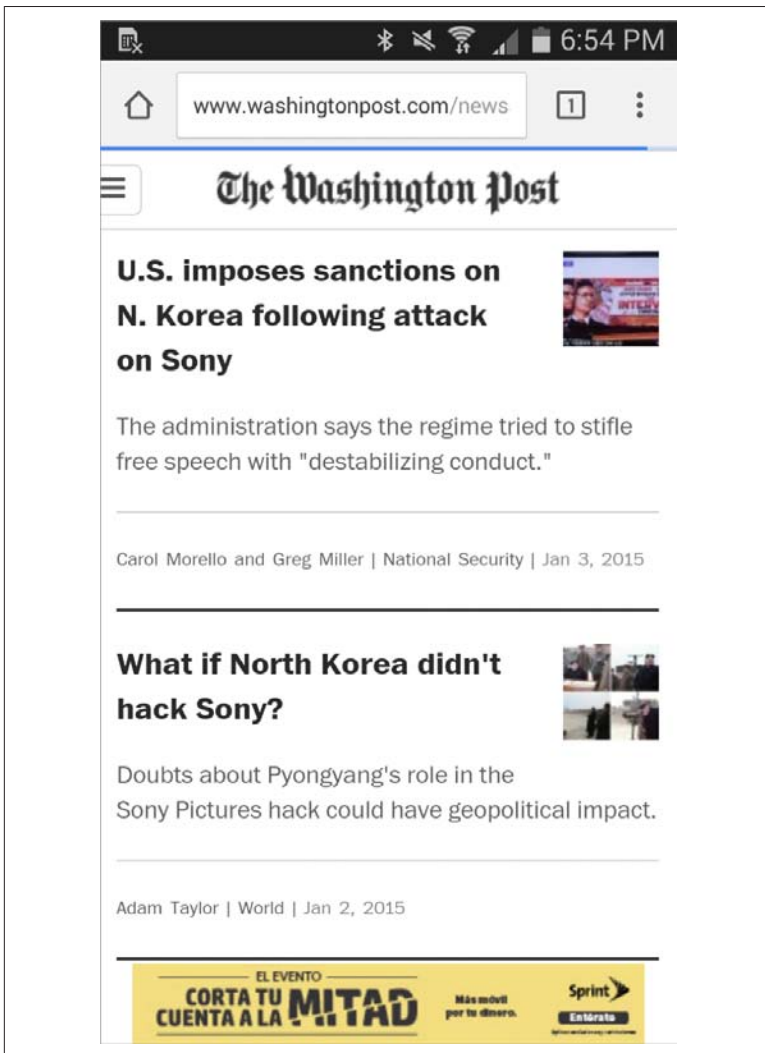 6:54 PM
www.washingtonpost.com/news
1
The Washington Post
U.S. imposes sanctions on
N. Korea following attack
on Sony
INTERV
The administration says the regime tried to stifle
free speech with "destabilizing conduct."
Carol Morello and Greg Miller | National Security | Jan 3, 2015
What if North Korea didn't
hack Sony?
Doubts about Pyongyang's role in the
Sony Pictures hack could have geopolitical impact.
Adam Taylor | World | Jan 2, 2015
EL EVENTO
CORTA TU
CUENTA A LA MITAD
Más móvil
por tu dinero.
Sprint
Entérate